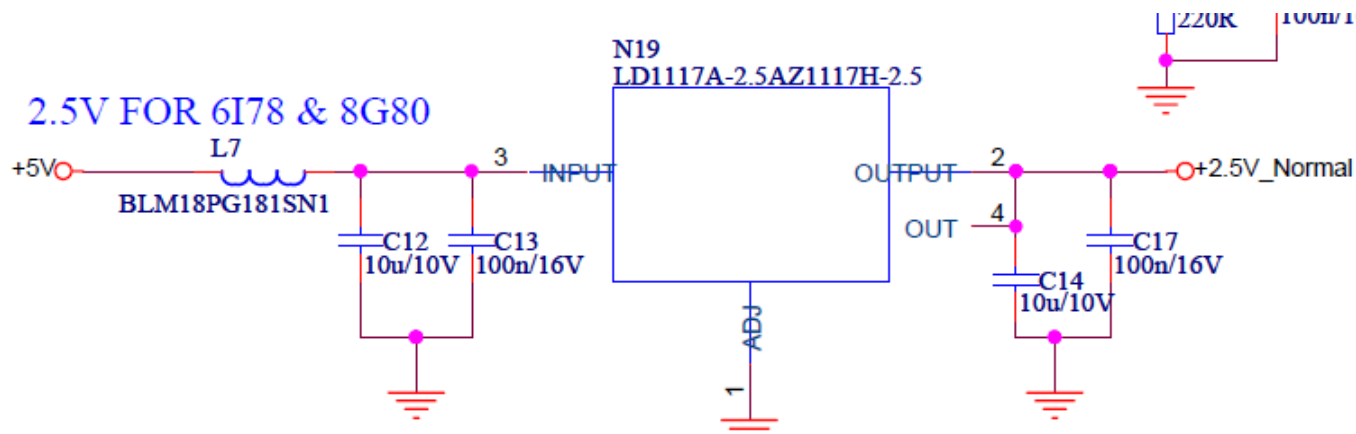 220R
100n/1
N19
LD1117A-2.5AZ1117H-2.5
2.5V FOR 6I78 & 8G80
L7
+5V
3
INPUT
OUTPUT
2
+2.5V_Normal
BLM18PG181SN1
OUT
4
C12
10u/10V
C13
100n/16V
C17
100n/16V
C14
10u/10V
ADJ
1